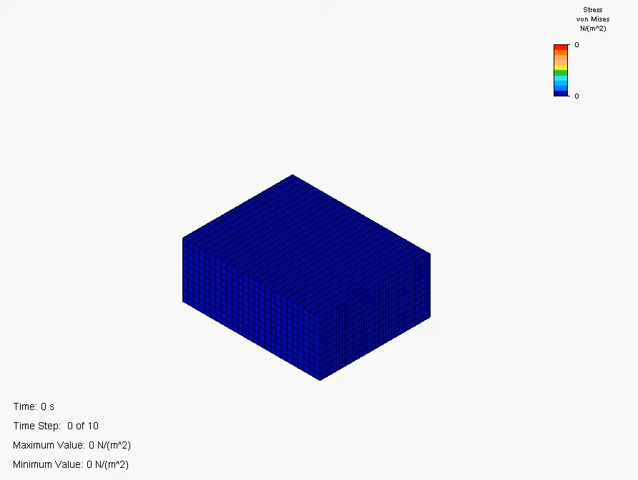 Stress
von Mises
N/(m^2)
0
0
Time: 0 s
Time Step: 0 of 10
Maximum Value: 0 N/(m^2)
Minimum Value: 0 N/(m^2)